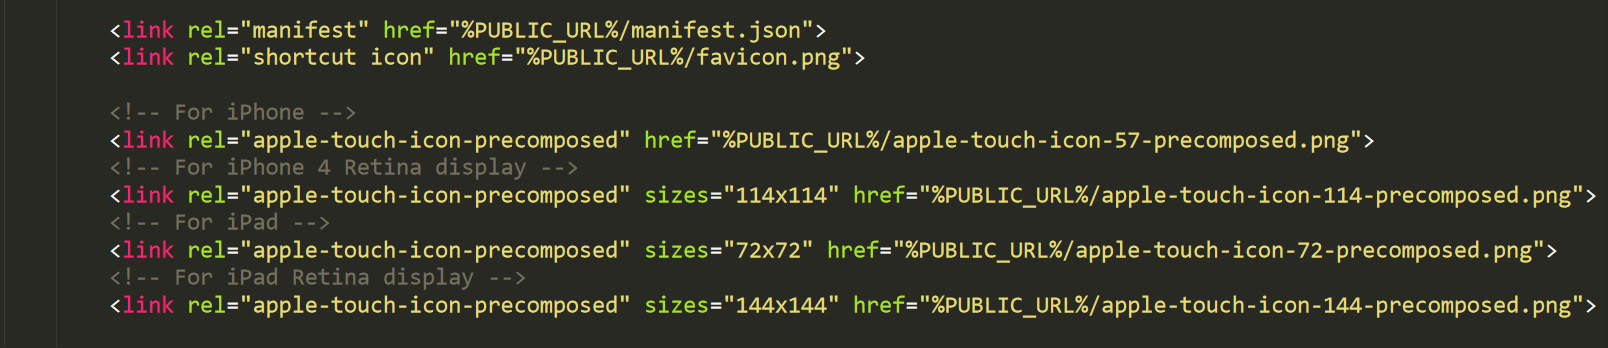 <link rel="manifest" href="%PUBLIC_URL%/manifest.json">
<link rel="shortcut icon" href="%PUBLIC_URL%/favicon.png">
<!-- For iPhone -->
<link rel="apple-touch-icon-precomposed" href="%PUBLIC_URL%/apple-touch-icon-57-precomposed.png">
<!-- For iPhone 4 Retina display -->
<link rel="apple-touch-icon-precomposed" sizes="114x114" href="%PUBLIC_URL%/apple-touch-icon-114-precomposed.png">
<!-- For iPad -->
<link rel="apple-touch-icon-precomposed" sizes="72x72" href="%PUBLIC_URL%/apple-touch-icon-72-precomposed.png">
<!-- For iPad Retina display -->
<link rel="apple-touch-icon-precomposed" sizes="144x144" href="%PUBLIC_URL%/apple-touch-icon-144-precomposed.png">